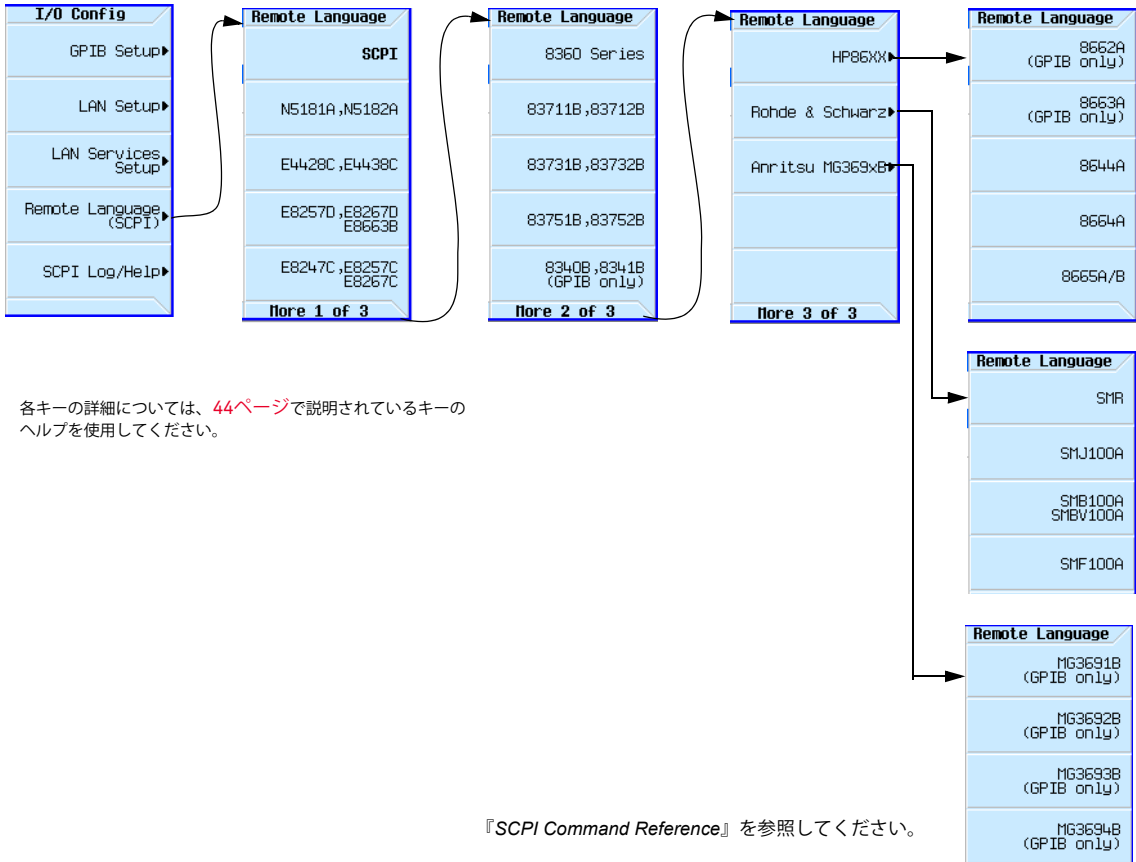 I/O Config
GPIB Setup
LAN Setup
LAN Services
Setup
Remote Language
(SCPI)
SCPI Log/Help
Remote Language
SCPI
N5181A,N5182A
E4428C,E4438C
E8257D,E8267D
E8663B
E8247C,E8257C
E8267C
More 1 of 3
Remote Language
8360 Series
83711B,83712B
83731B,83732B
83751B,83752B
8340B,8341B
(GPIB only)
More 2 of 3
Remote Language
HP86XX
Rohde & Schwarz
Anritsu MG369xB
More 3 of 3
Remote Language
8662A
(GPIB only)
8663A
(GPIB only)
8644A
8664A
8665A/B
Remote Language
SMR
SMJ100A
SMB100A
SMBV100A
SMF100A
Remote Language
MG3691B
(GPIB only)
MG3692B
(GPIB only)
MG3693B
(GPIB only)
MG3694B
(GPIB only)
各キーの詳細については、44ページで説明されているキーの
ヘルプを使用してください。
『SCPI Command Reference』を参照してください。